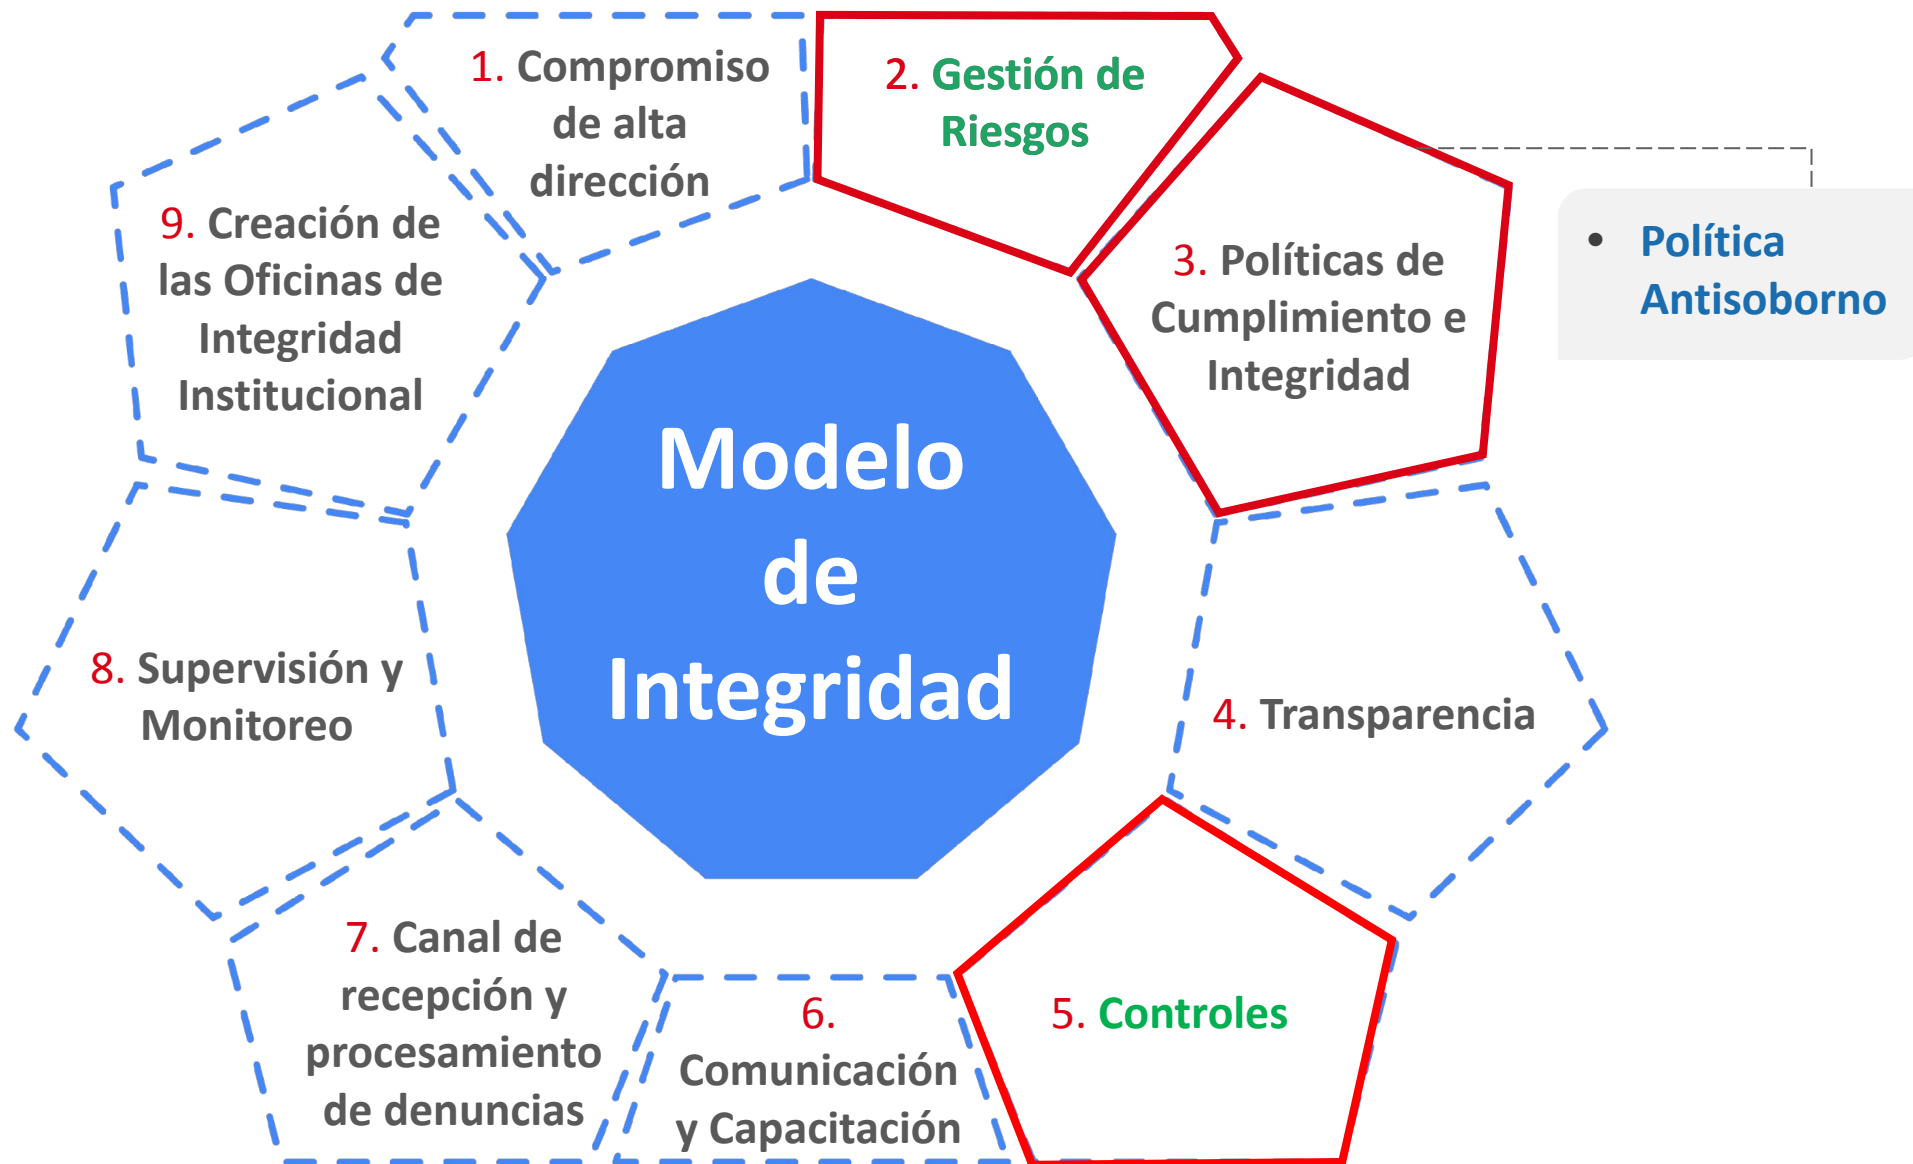 1. Compromiso
de alta
dirección
2. Gestión de
Riesgos
3. Políticas de
Cumplimiento e
Integridad
• Política
Antisoborno
4. Transparencia
5. Controles
6.
Comunicación
y Capacitación
7. Canal de
recepción y
procesamiento
de denuncias
8. Supervisión y
Monitoreo
9. Creación de
las Oficinas de
Integridad
Institucional
Modelo
de
Integridad